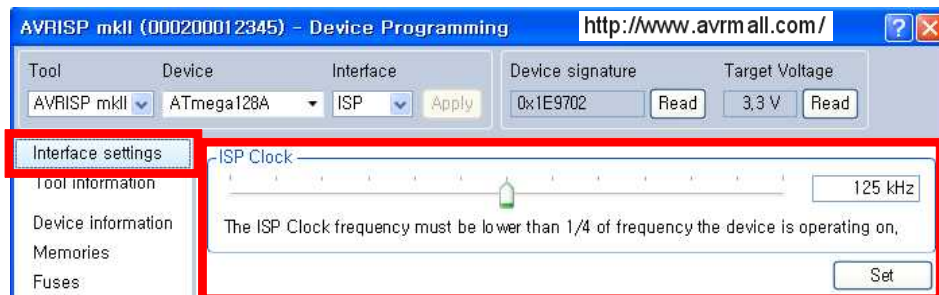 AVRISP mkII (000200012345) - Device Programming
http://www.avrmall.com/
Tool
Device
Interface
Device signature
Target Voltage
AVRISP mkII
ATmega128A
ISP
Apply
0x1E9702
Read
3,3 V
Read
Interface settings
Tool information
Device information
Memories
Fuses
ISP Clock
125 kHz
The ISP Clock frequency must be lower than 1/4 of frequency the device is operating on,
Set